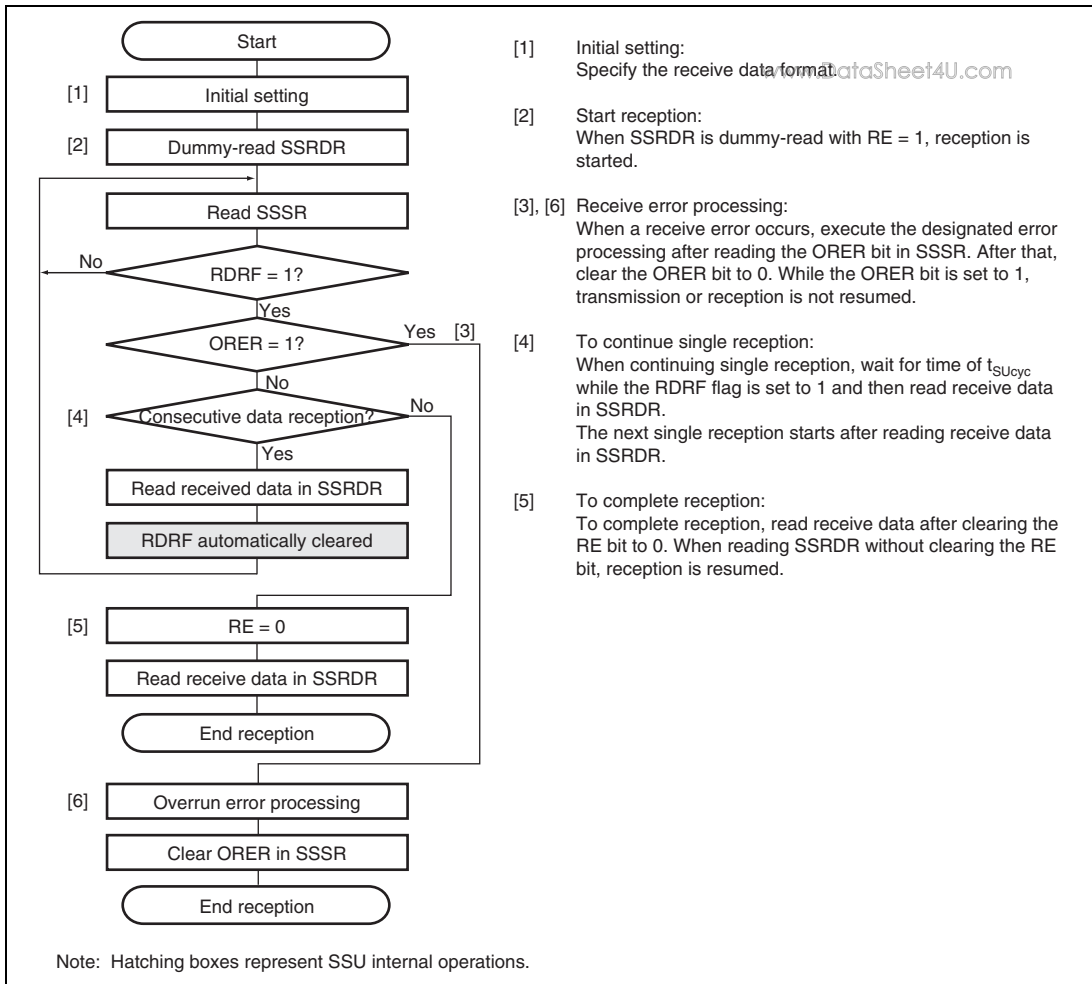 Start
[1] Initial setting
[2] Dummy-read SSRDR
Read SSSR
No
RDRF = 1?
Yes
ORER = 1?
Yes [3]
No
[4] Consecutive data reception?
No
Yes
Read received data in SSRDR
RDRF automatically cleared
[5] RE = 0
Read receive data in SSRDR
End reception
[6] Overrun error processing
Clear ORER in SSSR
End reception
[1] Initial setting:
Specify the receive data format.
www.DataSheet4U.com
[2] Start reception:
When SSRDR is dummy-read with RE = 1, reception is
started.
[3], [6] Receive error processing:
When a receive error occurs, execute the designated error
processing after reading the ORER bit in SSSR. After that,
clear the ORER bit to 0. While the ORER bit is set to 1,
transmission or reception is not resumed.
[4] To continue single reception:
When continuing single reception, wait for time of tSUcyc
while the RDRF flag is set to 1 and then read receive data
in SSRDR.
The next single reception starts after reading receive data
in SSRDR.
[5] To complete reception:
To complete reception, read receive data after clearing the
RE bit to 0. When reading SSRDR without clearing the RE
bit, reception is resumed.
Note: Hatching boxes represent SSU internal operations.